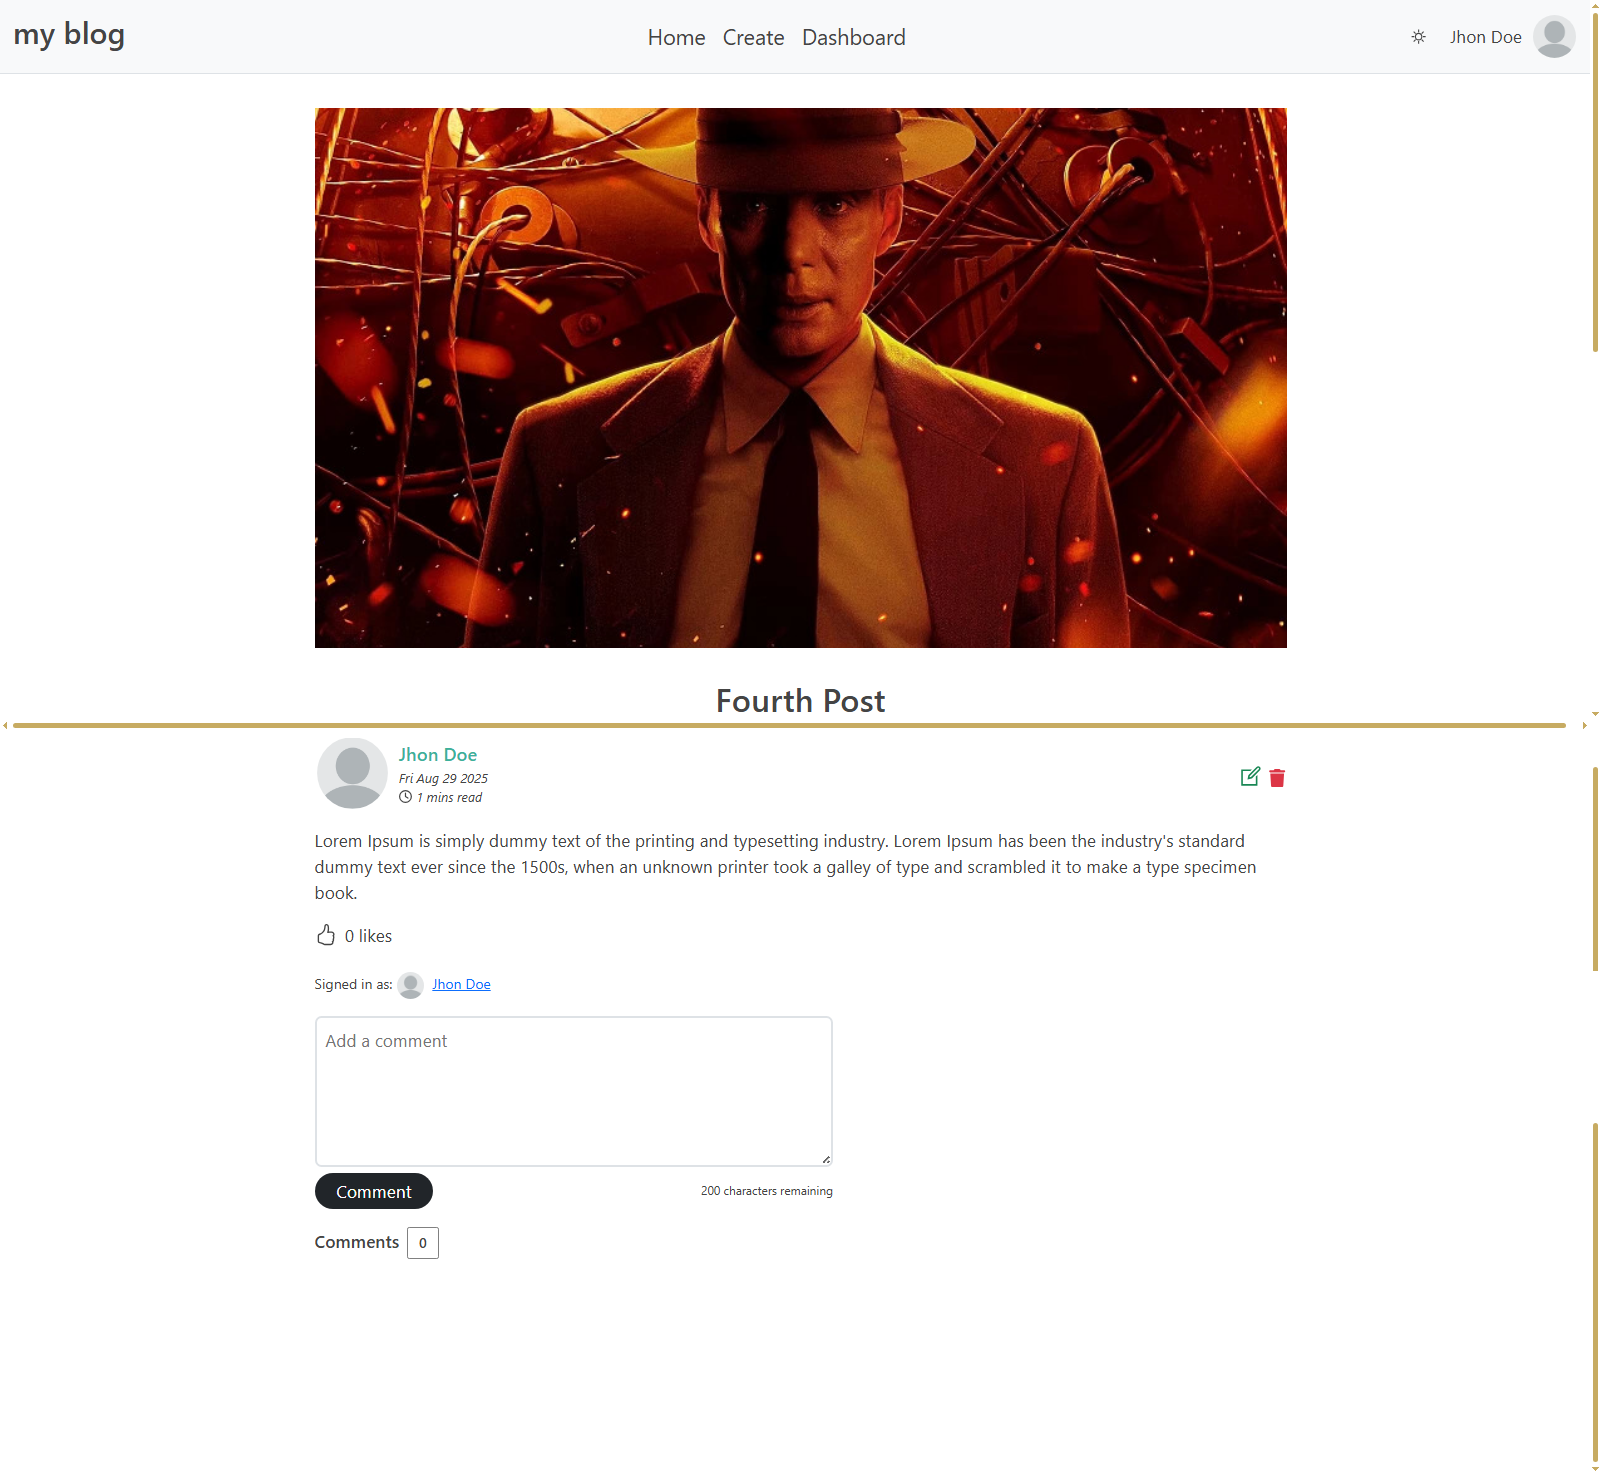 my blog
Home Create Dashboard
Jhon Doe
Fourth Post
Jhon Doe
Fri Aug 29 2025
1 mins read
Lorem Ipsum is simply dummy text of the printing and typesetting industry. Lorem Ipsum has been the industry's standard
dummy text ever since the 1500s, when an unknown printer took a galley of type and scrambled it to make a type specimen
book.
0 likes
Signed in as: Jhon Doe
Add a comment
Comment
200 characters remaining
Comments 0